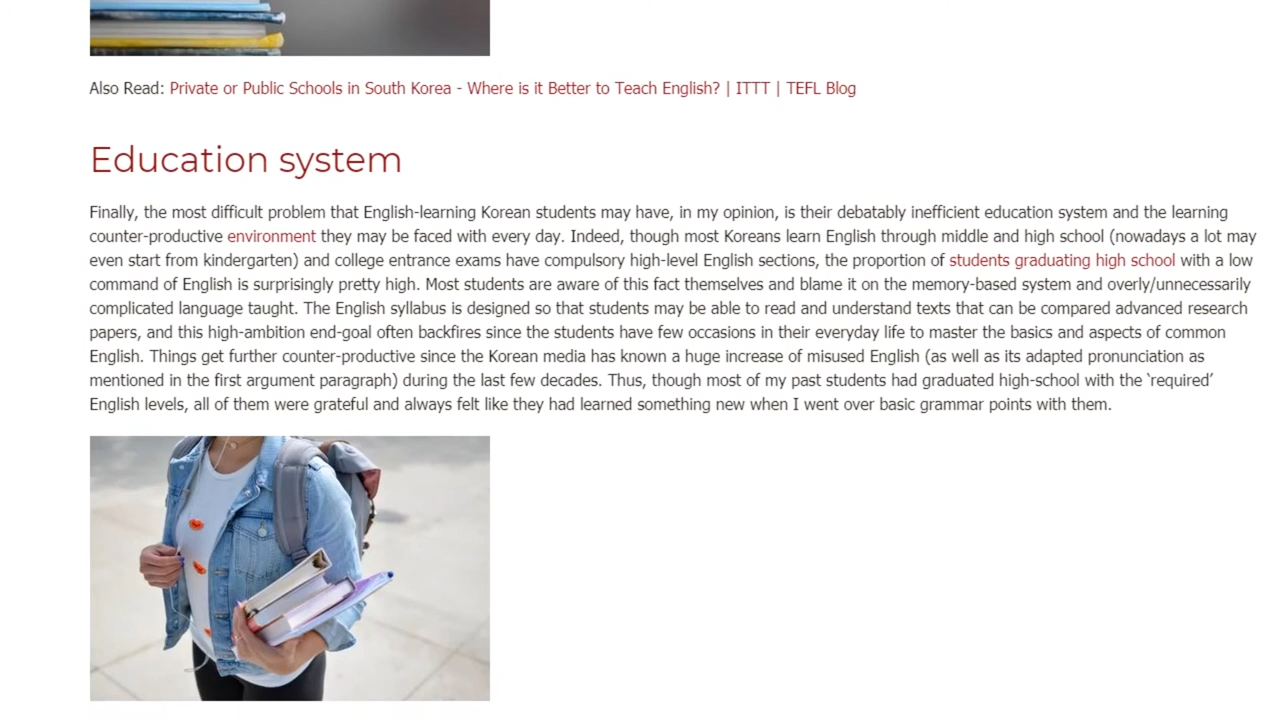 Also Read: Private or Public Schools in South Korea - Where is it Better to Teach English? | ITTT | TEFL Blog
Education system
Finally, the most difficult problem that English-learning Korean students may have, in my opinion, is their debatably inefficient education system and the learning
counter-productive environment they may be faced with every day. Indeed, though most Koreans learn English through middle and high school (nowadays a lot may
even start from kindergarten) and college entrance exams have compulsory high-level English sections, the proportion of students graduating high school with a low
command of English is surprisingly pretty high. Most students are aware of this fact themselves and blame it on the memory-based system and overly/unnecessarily
complicated language taught. The English syllabus is designed so that students may be able to read and understand texts that can be compared advanced research
papers, and this high-ambition end-goal often backfires since the students have few occasions in their everyday life to master the basics and aspects of common
English. Things get further counter-productive since the Korean media has known a huge increase of misused English (as well as its adapted pronunciation as
mentioned in the first argument paragraph) during the last few decades. Thus, though most of my past students had graduated high-school with the ‘required’
English levels, all of them were grateful and always felt like they had learned something new when I went over basic grammar points with them.